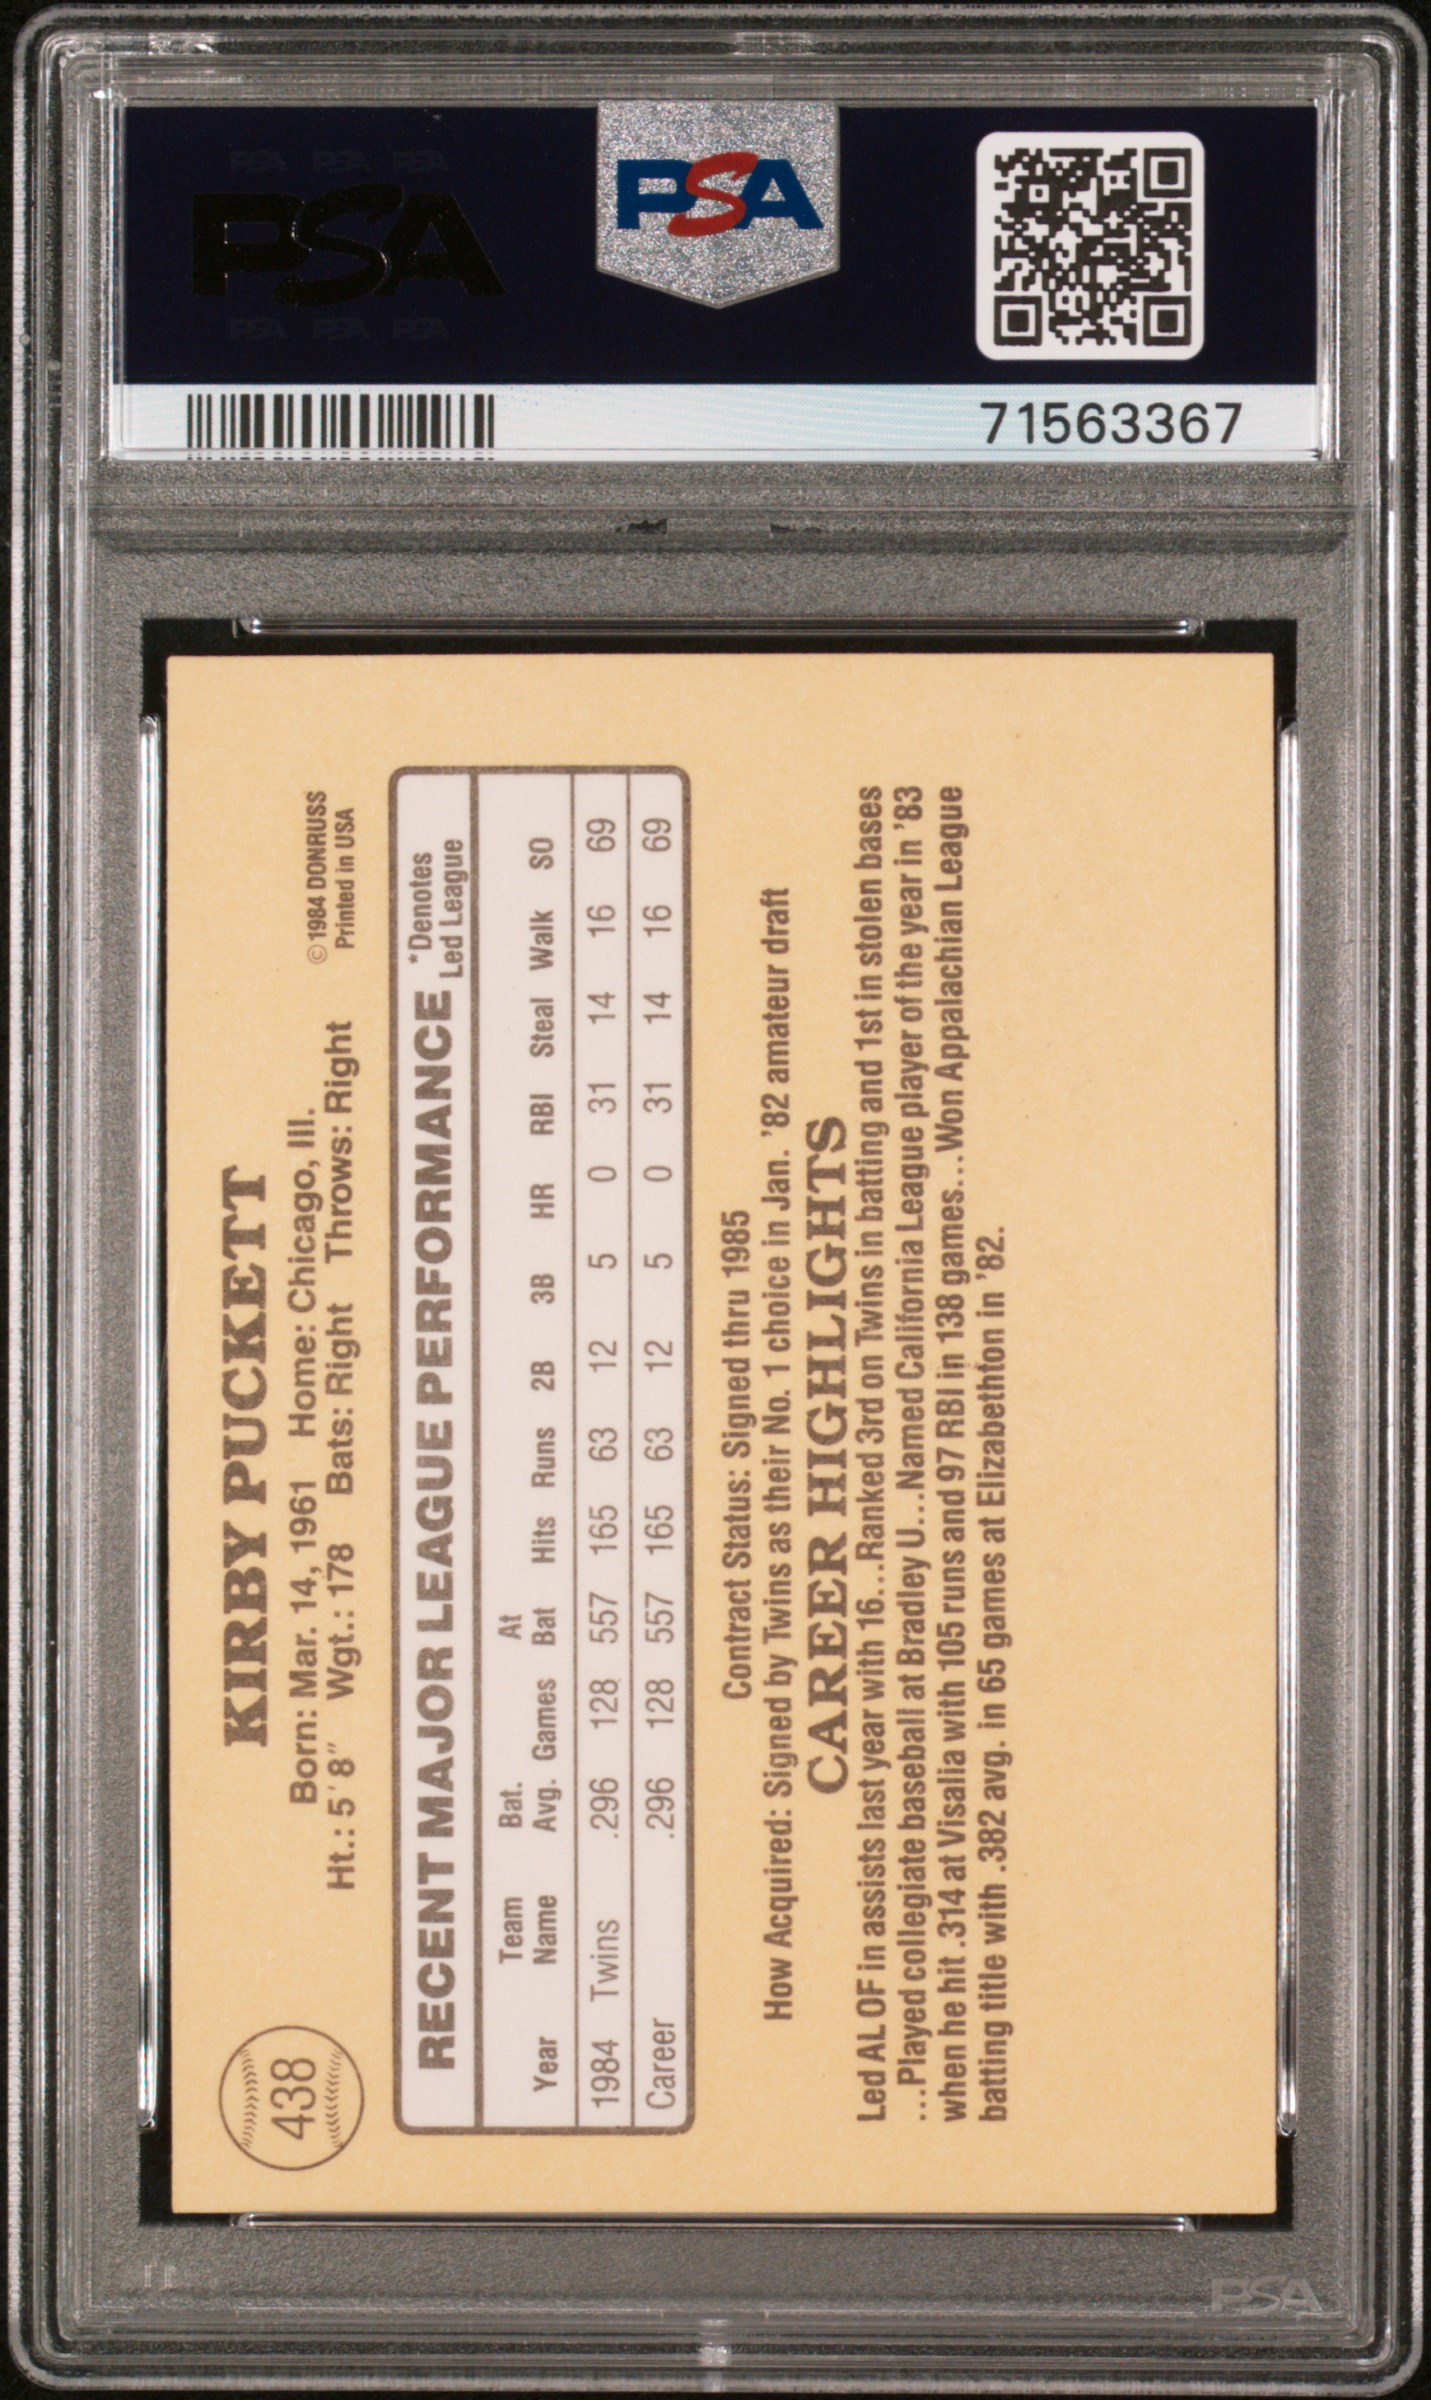 PSA PSA PSA
PSA
PSA PSA PSA
PSA
71563367
438
KIRBY PUCKETT
Born: Mar. 14, 1961 Home: Chicago, Ill.
Ht.: 5'8" Wgt.: 178 Bats: Right Throws: Right
© 1984 DONRUSS
Printed in USA
RECENT MAJOR LEAGUE PERFORMANCE
*Denotes
Led League
Year Team Name Bat. Avg. Games At Bat Hits Runs 2B 3B HR RBI Steal Walk SO
1984 Twins .296 128 557 165 63 12 5 0 31 14 16 69
Career .296 128 557 165 63 12 5 0 31 14 16 69
Contract Status: Signed thru 1985
How Acquired: Signed by Twins as their No. 1 choice in Jan. '82 amateur draft
CAREER HIGHLIGHTS
Led AL OF in assists last year with 16...Ranked 3rd on Twins in batting and 1st in stolen bases
...Played collegiate baseball at Bradley U...Named California League player of the year in '83
when he hit .314 at Visalia with 105 runs and 97 RBI in 138 games...Won Appalachian League
batting title with .382 avg. in 65 games at Elizabethton in '82.
PSA